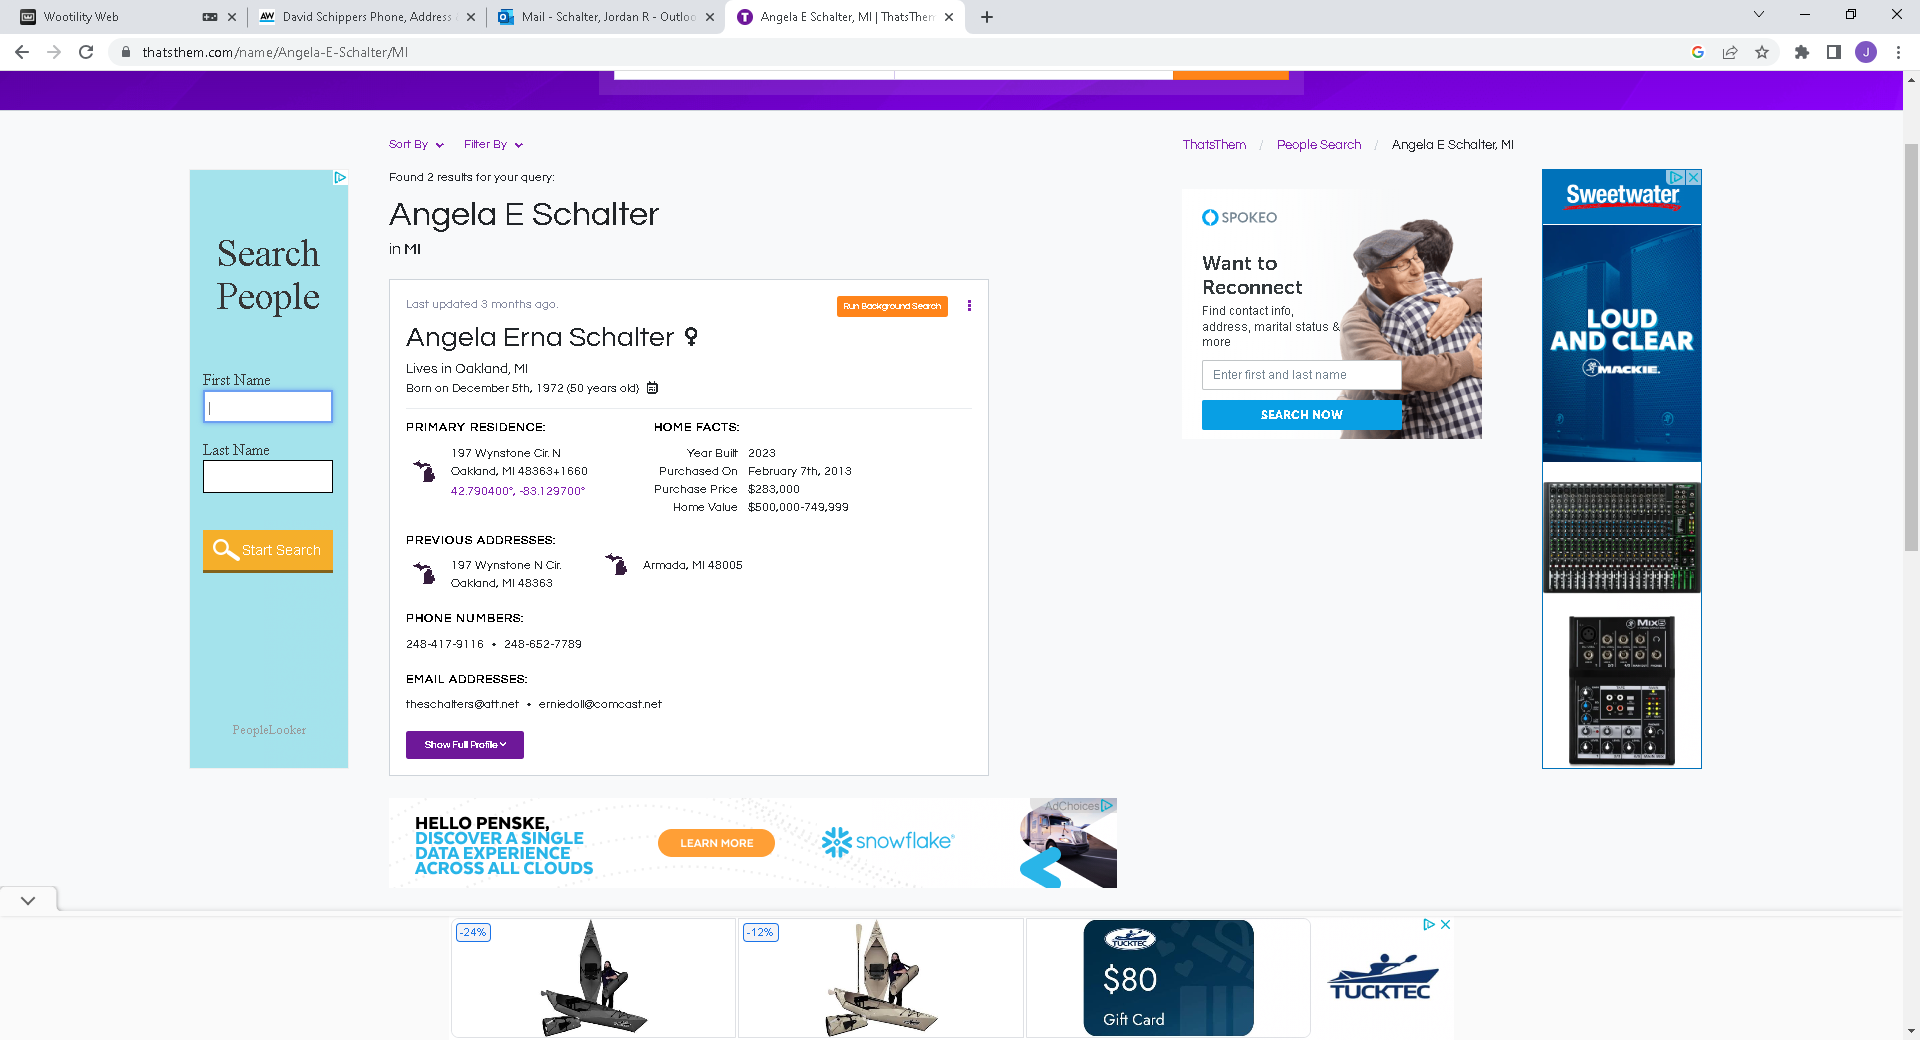 Wootility Web
David Schippers Phone, Address
Mail - Schalter, Jordan R - Outloo
Angela E Schalter, MI | ThatsThem
thatsthem.com/name/Angela-E-Schalter/MI
J
Sort By
Filter By
ThatsThem / People Search / Angela E Schalter, MI
Found 2 results for your query:
Angela E Schalter
in MI
Search
People
First Name
Last Name
Start Search
PeopleLooker
Last updated 3 months ago.
Run Background Search
Angela Erna Schalter
Lives in Oakland, MI
Born on December 5th, 1972 (50 years old)
PRIMARY RESIDENCE:
197 Wynstone Cir. N
Oakland, MI 48363+1660
42.790400°, -83.129700°
HOME FACTS:
Year Built 2023
Purchased On February 7th, 2013
Purchase Price $283,000
Home Value $500,000-749,999
PREVIOUS ADDRESSES:
197 Wynstone N Cir.
Oakland, MI 48363
Armada, MI 48005
PHONE NUMBERS:
248-417-9116 • 248-652-7789
EMAIL ADDRESSES:
theschalters@att.net • erniedoll@comcast.net
Show Full Profile
SPOKEO
Want to
Reconnect
Find contact info,
address, marital status &
more
Enter first and last name
SEARCH NOW
Sweetwater
LOUD
AND CLEAR
MACKIE.
MIX5
HELLO PENSKE,
DISCOVER A SINGLE
DATA EXPERIENCE
ACROSS ALL CLOUDS
LEARN MORE
snowflake
AdChoices
-24%
-12%
TUCKTEC
$80
Gift Card
TUCKTEC